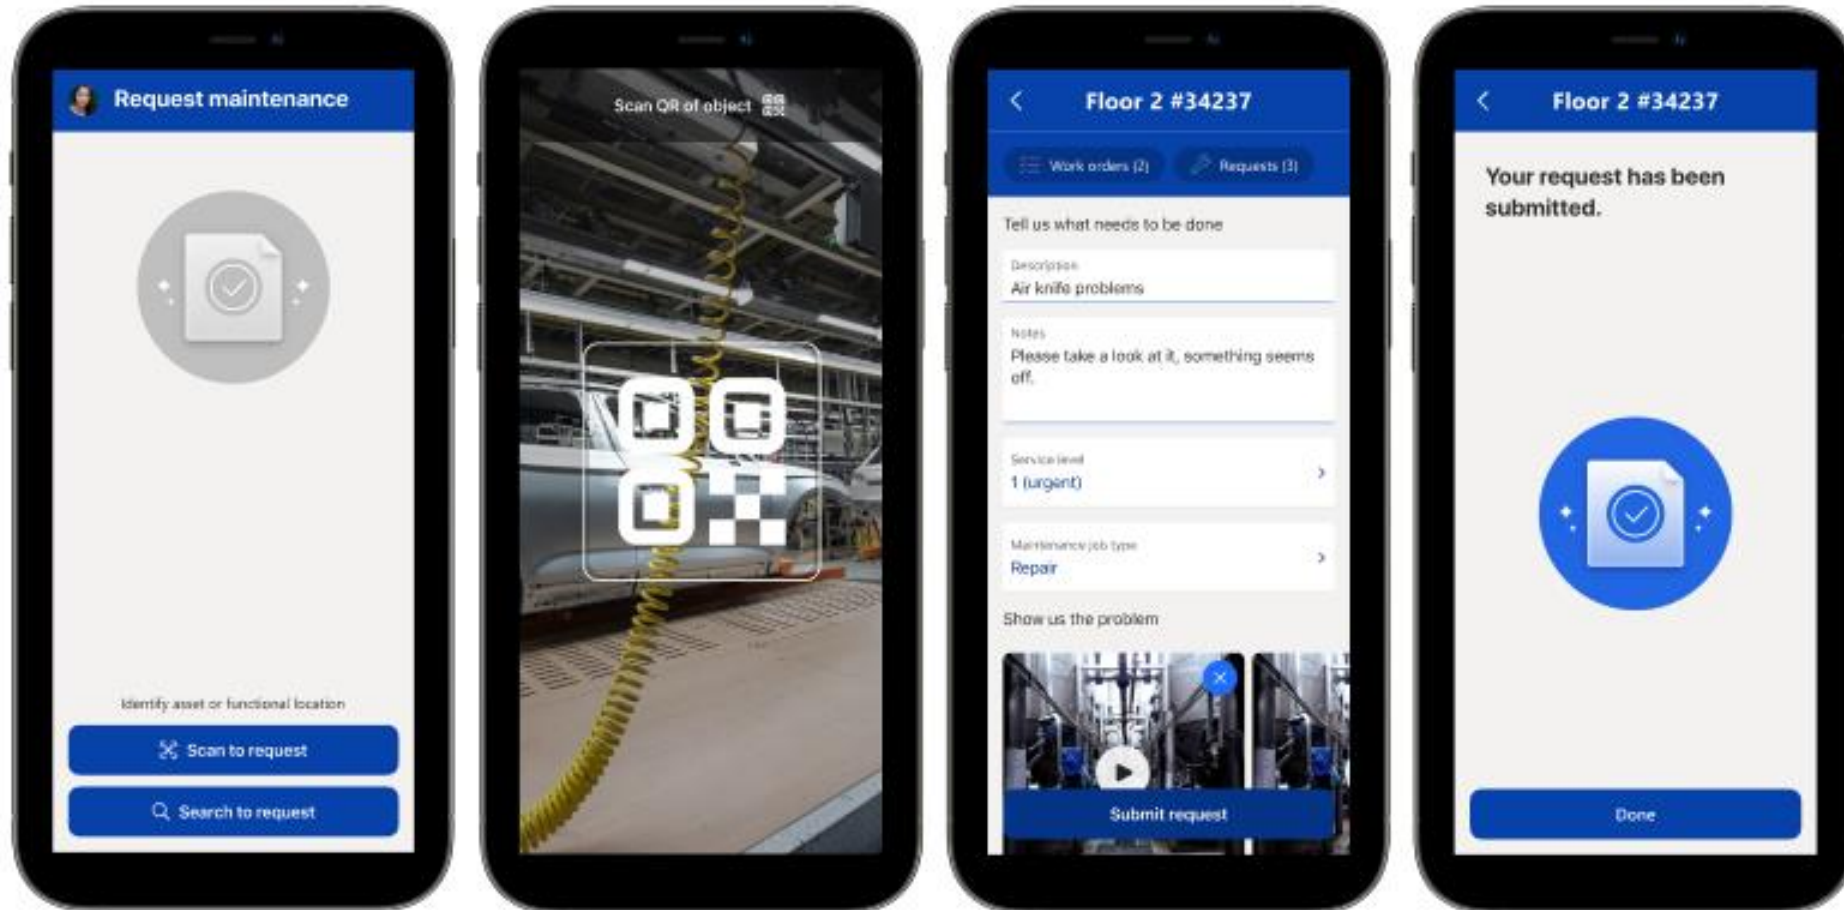 Request maintenance
Identify asset or functional location
Scan to request
Search to request
Scan QR of object
Floor 2 #34237
Work orders (2)
Requests (3)
Tell us what needs to be done
Description
Air knife problems
Notes
Please take a look at it, something seems
off.
Service level
1 (urgent)
Maintenance job type
Repair
Show us the problem
Submit request
Floor 2 #34237
Your request has been
submitted.
Done